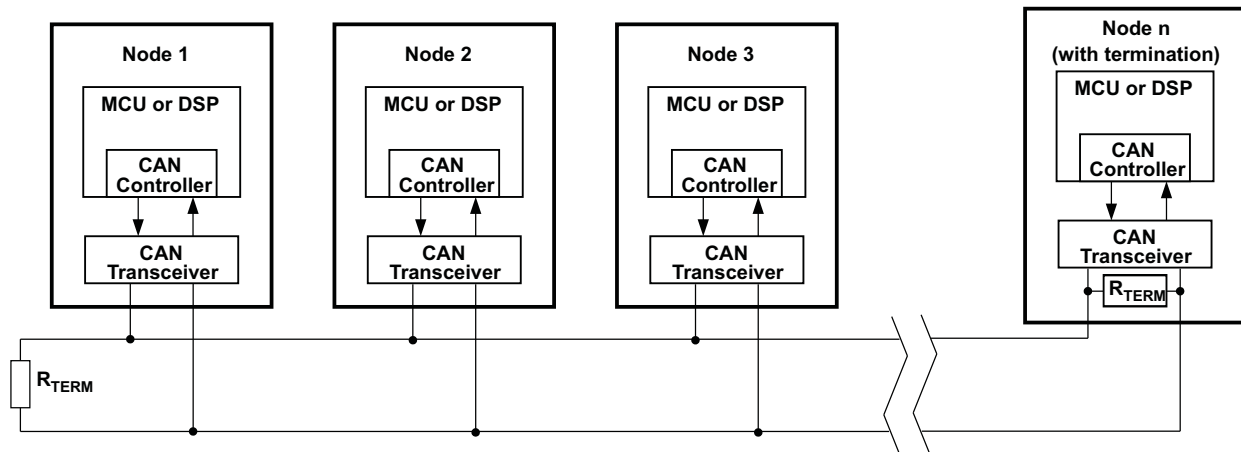 Node 1
MCU or DSP
CAN
Controller
CAN
Transceiver
Node 2
MCU or DSP
CAN
Controller
CAN
Transceiver
Node 3
MCU or DSP
CAN
Controller
CAN
Transceiver
Node n
(with termination)
MCU or DSP
CAN
Controller
CAN
Transceiver
RTERM
RTERM